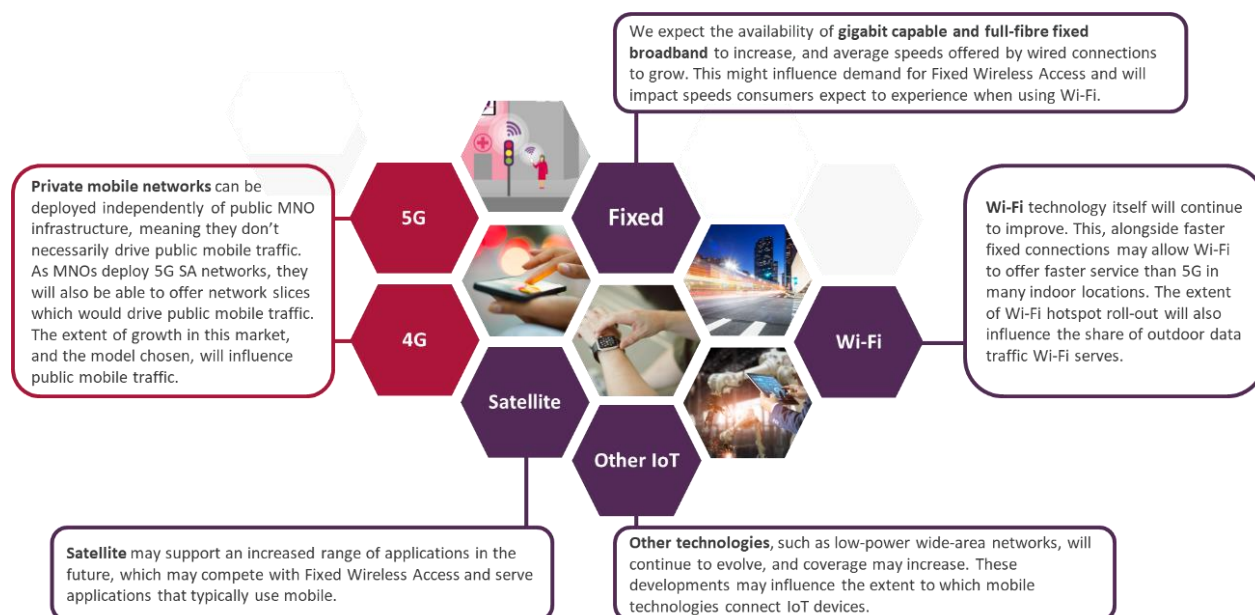 We expect the availability of gigabit capable and full-fibre fixed
broadband to increase, and average speeds offered by wired connections
to grow. This might influence demand for Fixed Wireless Access and will
impact speeds consumers expect to experience when using Wi-Fi.
Private mobile networks can be
deployed independently of public MNO
infrastructure, meaning they don't
necessarily drive public mobile traffic.
As MNOs deploy 5G SA networks, they
will also be able to offer network slices
which would drive public mobile traffic.
The extent of growth in this market,
and the model chosen, will influence
public mobile traffic.
5G
4G
Fixed
Satellite
Other IoT
Wi-Fi
Wi-Fi technology itself will continue
to improve. This, alongside faster
fixed connections may allow Wi-Fi
to offer faster service than 5G in
many indoor locations. The extent
of Wi-Fi hotspot roll-out will also
influence the share of outdoor data
traffic Wi-Fi serves.
Satellite may support an increased range of applications in the
future, which may compete with Fixed Wireless Access and serve
applications that typically use mobile.
Other technologies, such as low-power wide-area networks, will
continue to evolve, and coverage may increase. These
developments may influence the extent to which mobile
technologies connect IoT devices.